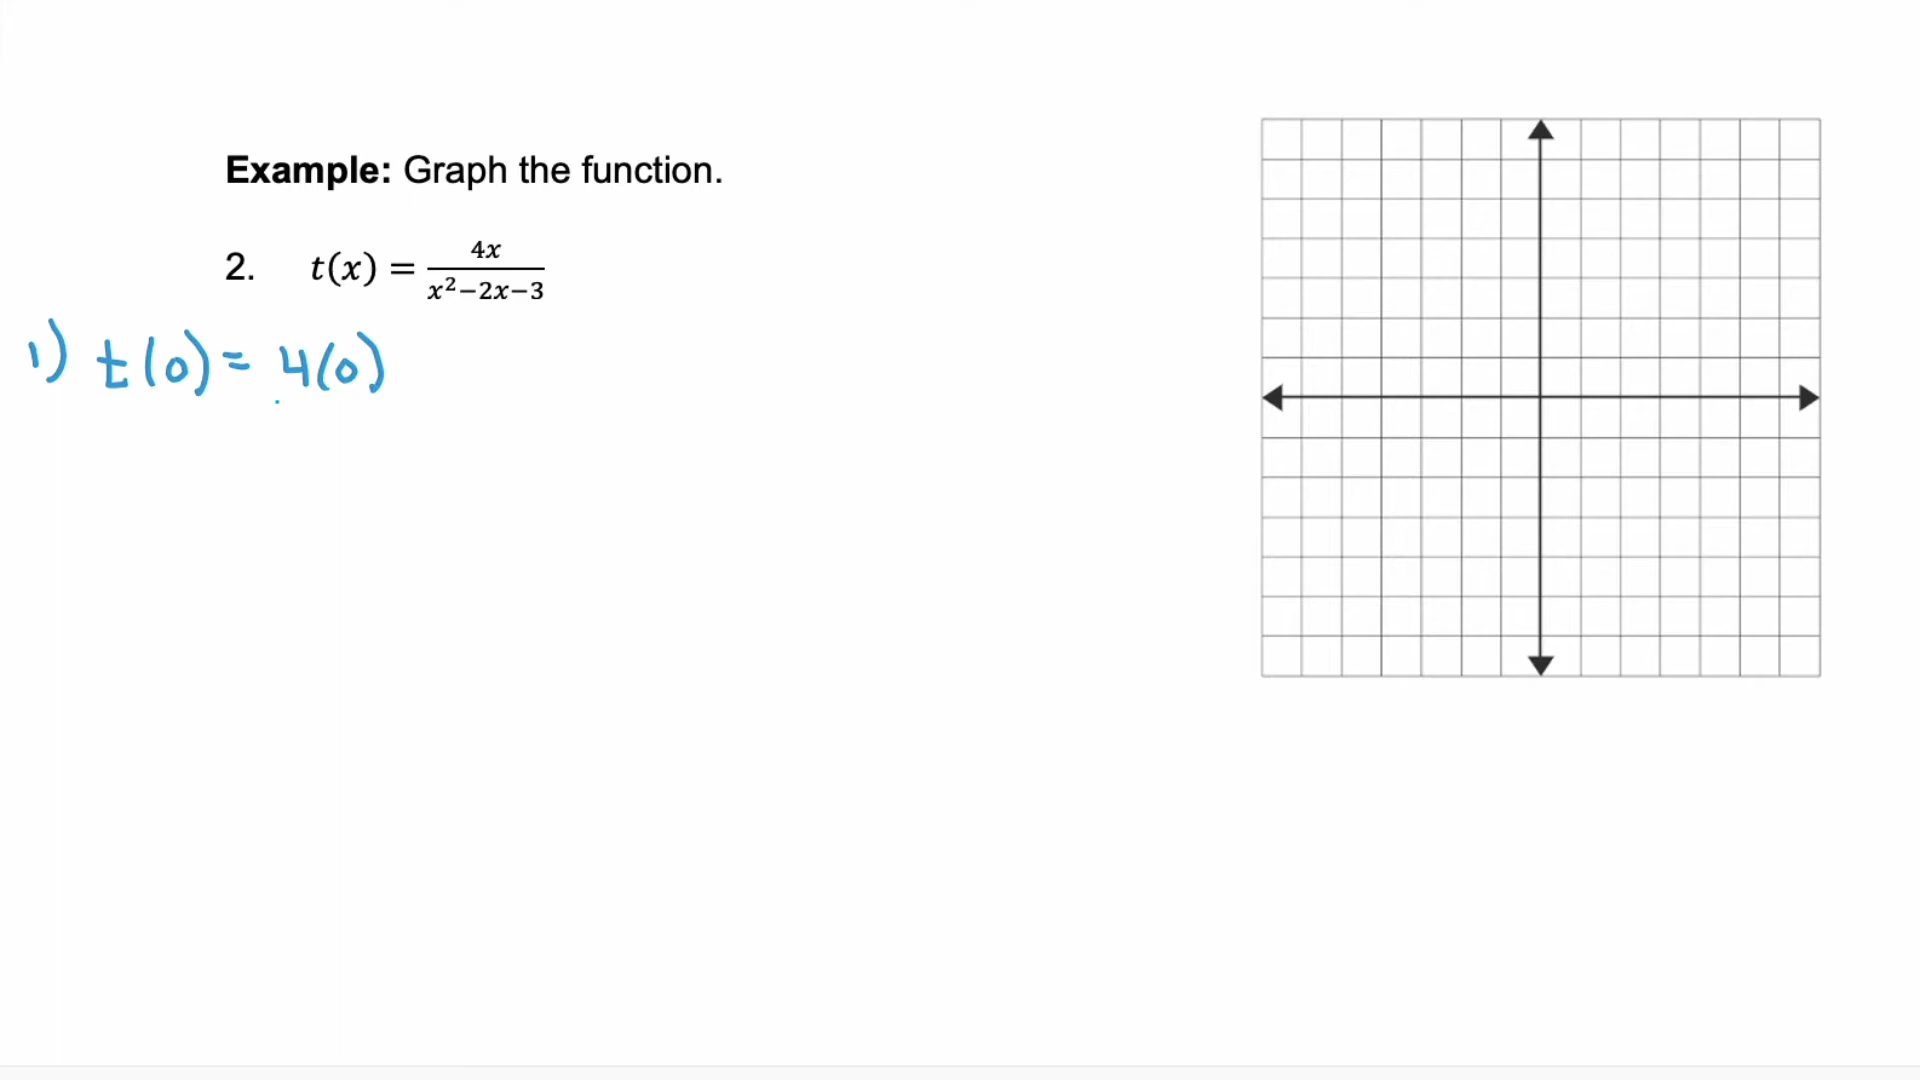 Example: Graph the function.
2. t(x) = 4x / x²−2x−3
1) t(0) = 4(0)